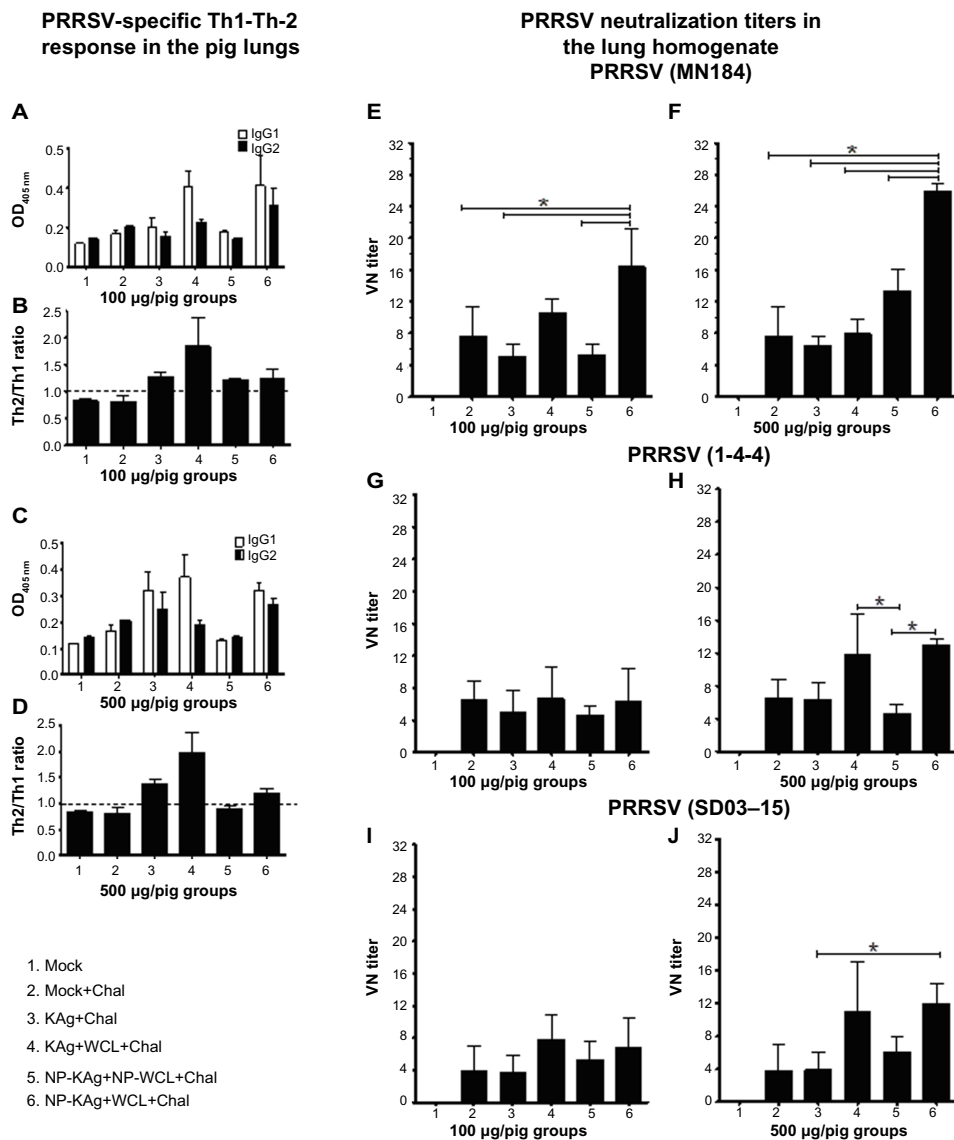 PRRSV-specific Th1-Th-2
response in the pig lungs
PRRSV neutralization titers in
the lung homogenate
PRRSV (MN184)
A
IgG1
IgG2
OD405 nm
0.5
0.4
0.2
0.0
1 2 3 4 5 6
100 µg/pig groups
B
Th2/Th1 ratio
2.5
2.0
1.5
1.0
0.5
0.0
1 2 3 4 5 6
100 µg/pig groups
C
IgG1
IgG2
OD405 nm
0.5
0.4
0.3
0.2
0.1
0.0
1 2 3 4 5 6
500 µg/pig groups
D
Th2/Th1 ratio
2.5
2.0
1.5
1.0
0.5
0.0
1 2 3 4 5 6
500 µg/pig groups
1. Mock
2. Mock+Chal
3. KAg+Chal
4. KAg+WCL+Chal
5. NP-KAg+NP-WCL+Chal
6. NP-KAg+WCL+Chal
E
VN titer
32
28
24
20
16
12
8
4
0
*
1 2 3 4 5 6
100 µg/pig groups
F
32
28
24
20
16
12
8
4
0
*
1 2 3 4 5 6
500 µg/pig groups
PRRSV (1-4-4)
G
VN titer
32
28
24
20
16
12
8
4
0
1 2 3 4 5 6
100 µg/pig groups
H
32
28
24
20
16
12
8
4
0
*
*
1 2 3 4 5 6
500 µg/pig groups
PRRSV (SD03–15)
I
VN titer
32
28
24
20
16
12
8
4
0
1 2 3 4 5 6
100 µg/pig groups
J
VN titer
32
28
24
20
16
12
8
4
0
*
1 2 3 4 5 6
500 µg/pig groups